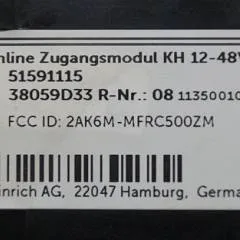 nline Zugangsmodul KH 12-48V
51591115
38059D33 R-Nr.: 08 11350010
FCC ID: 2AK6M-MFRC500ZM
inrich AG, 22047 Hamburg, Germa